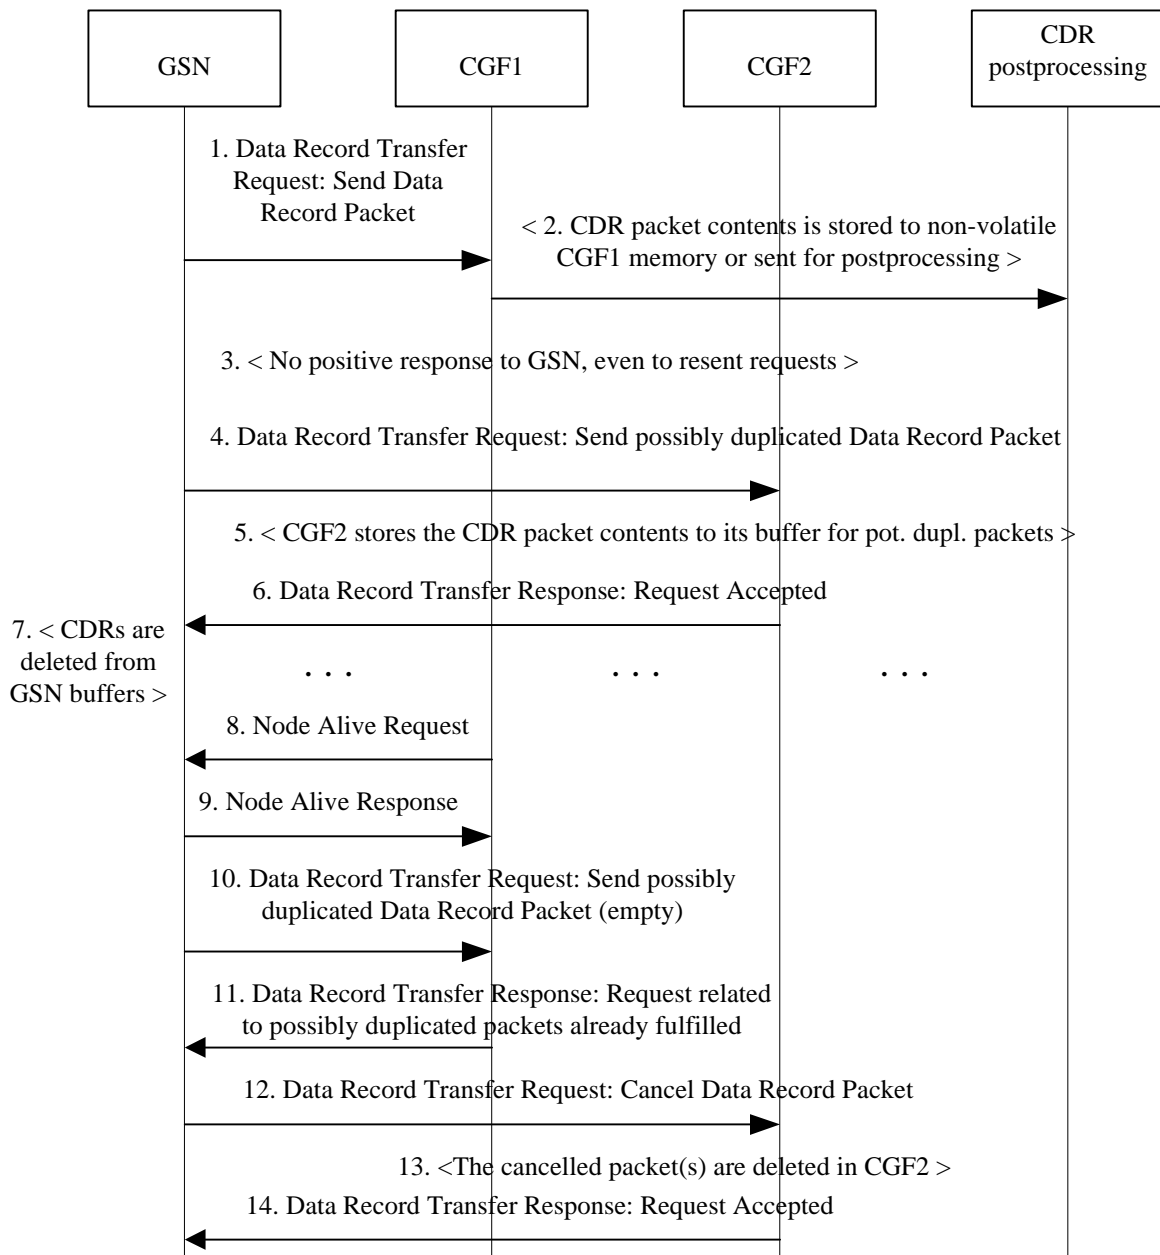 GSN
CGF1
CGF2
CDR
postprocessing
1. Data Record Transfer
Request: Send Data
Record Packet
< 2. CDR packet contents is stored to non-volatile
CGF1 memory or sent for postprocessing >
3. < No positive response to GSN, even to resent requests >
4. Data Record Transfer Request: Send possibly duplicated Data Record Packet
5. < CGF2 stores the CDR packet contents to its buffer for pot. dupl. packets >
6. Data Record Transfer Response: Request Accepted
7. < CDRs are
deleted from
GSN buffers >
. . .
. . .
. . .
8. Node Alive Request
9. Node Alive Response
10. Data Record Transfer Request: Send possibly
duplicated Data Record Packet (empty)
11. Data Record Transfer Response: Request related
to possibly duplicated packets already fulfilled
12. Data Record Transfer Request: Cancel Data Record Packet
13. <The cancelled packet(s) are deleted in CGF2 >
14. Data Record Transfer Response: Request Accepted